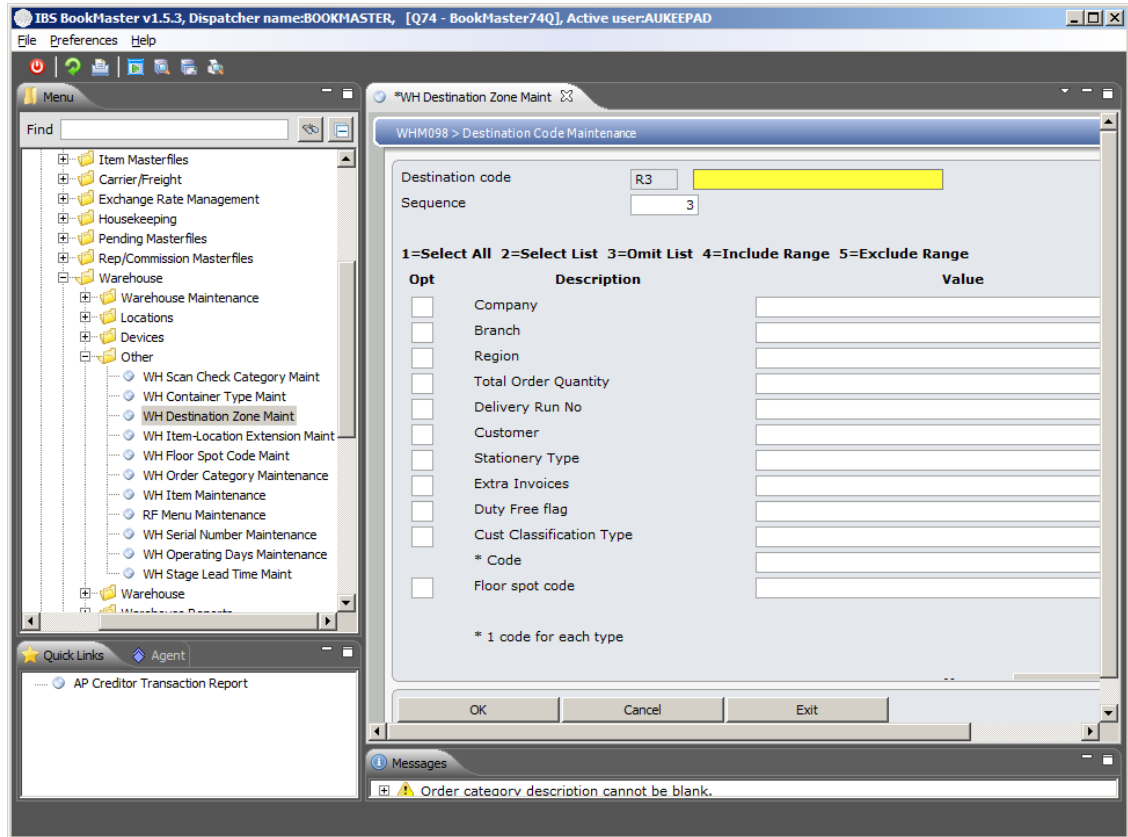 IBS BookMaster v1.5.3, Dispatcher name:BOOKMASTER, [Q74 - BookMaster74Q], Active user:AUKEEPAD
File Preferences Help
Menu
Find
Item Masterfiles
Carrier/Freight
Exchange Rate Management
Housekeeping
Pending Masterfiles
Rep/Commission Masterfiles
Warehouse
Warehouse Maintenance
Locations
Devices
Other
WH Scan Check Category Maint
WH Container Type Maint
WH Destination Zone Maint
WH Item-Location Extension Maint
WH Floor Spot Code Maint
WH Order Category Maintenance
WH Item Maintenance
RF Menu Maintenance
WH Serial Number Maintenance
WH Operating Days Maintenance
WH Stage Lead Time Maint
Warehouse
Warehouse Reports
Quick Links Agent
AP Creditor Transaction Report
*WH Destination Zone Maint
WHM098 > Destination Code Maintenance
Destination code R3
Sequence 3
1=Select All 2=Select List 3=Omit List 4=Include Range 5=Exclude Range
Opt Description Value
Company
Branch
Region
Total Order Quantity
Delivery Run No
Customer
Stationery Type
Extra Invoices
Duty Free flag
Cust Classification Type
* Code
Floor spot code
* 1 code for each type
OK Cancel Exit
Messages
Order category description cannot be blank.